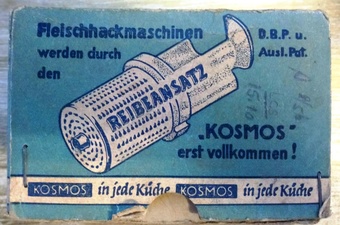 Fleischhackmaschinen D.B.P. u.
werden durch Ausl. Pat.
den
REIBEANSATZ
„KOSMOS"
erst vollkommen!
KOSMOS in jede Küche KOSMOS in jede Küche